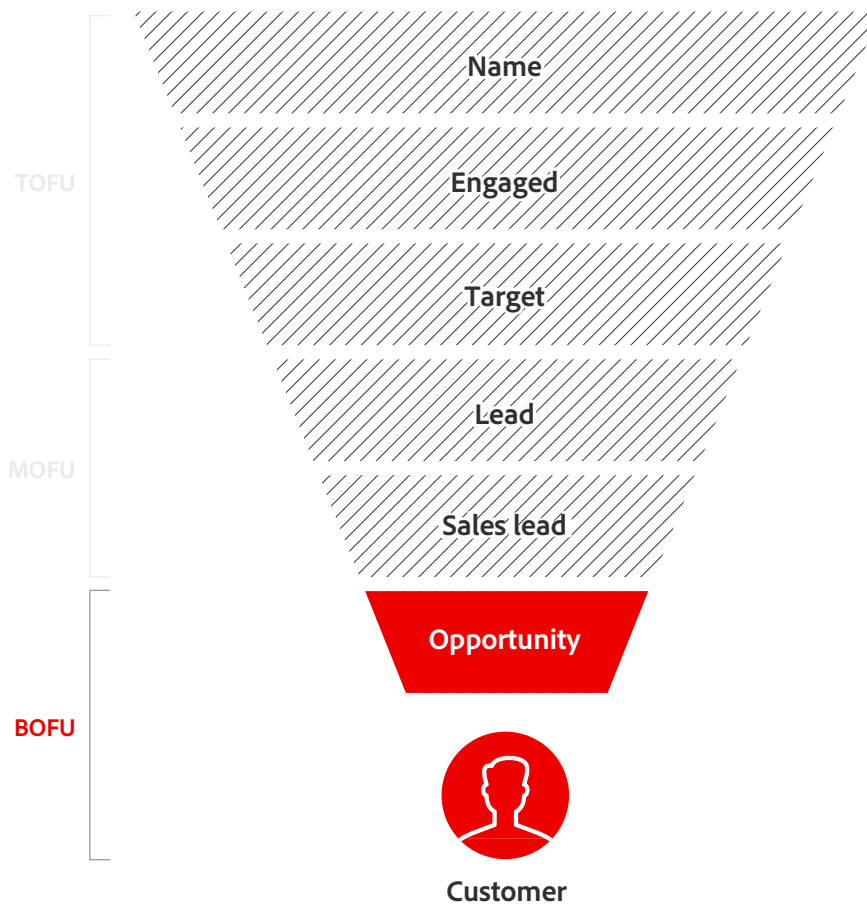 Name
TOFU
Engaged
Target
Lead
MOFU
Sales lead
Opportunity
BOFU
Customer